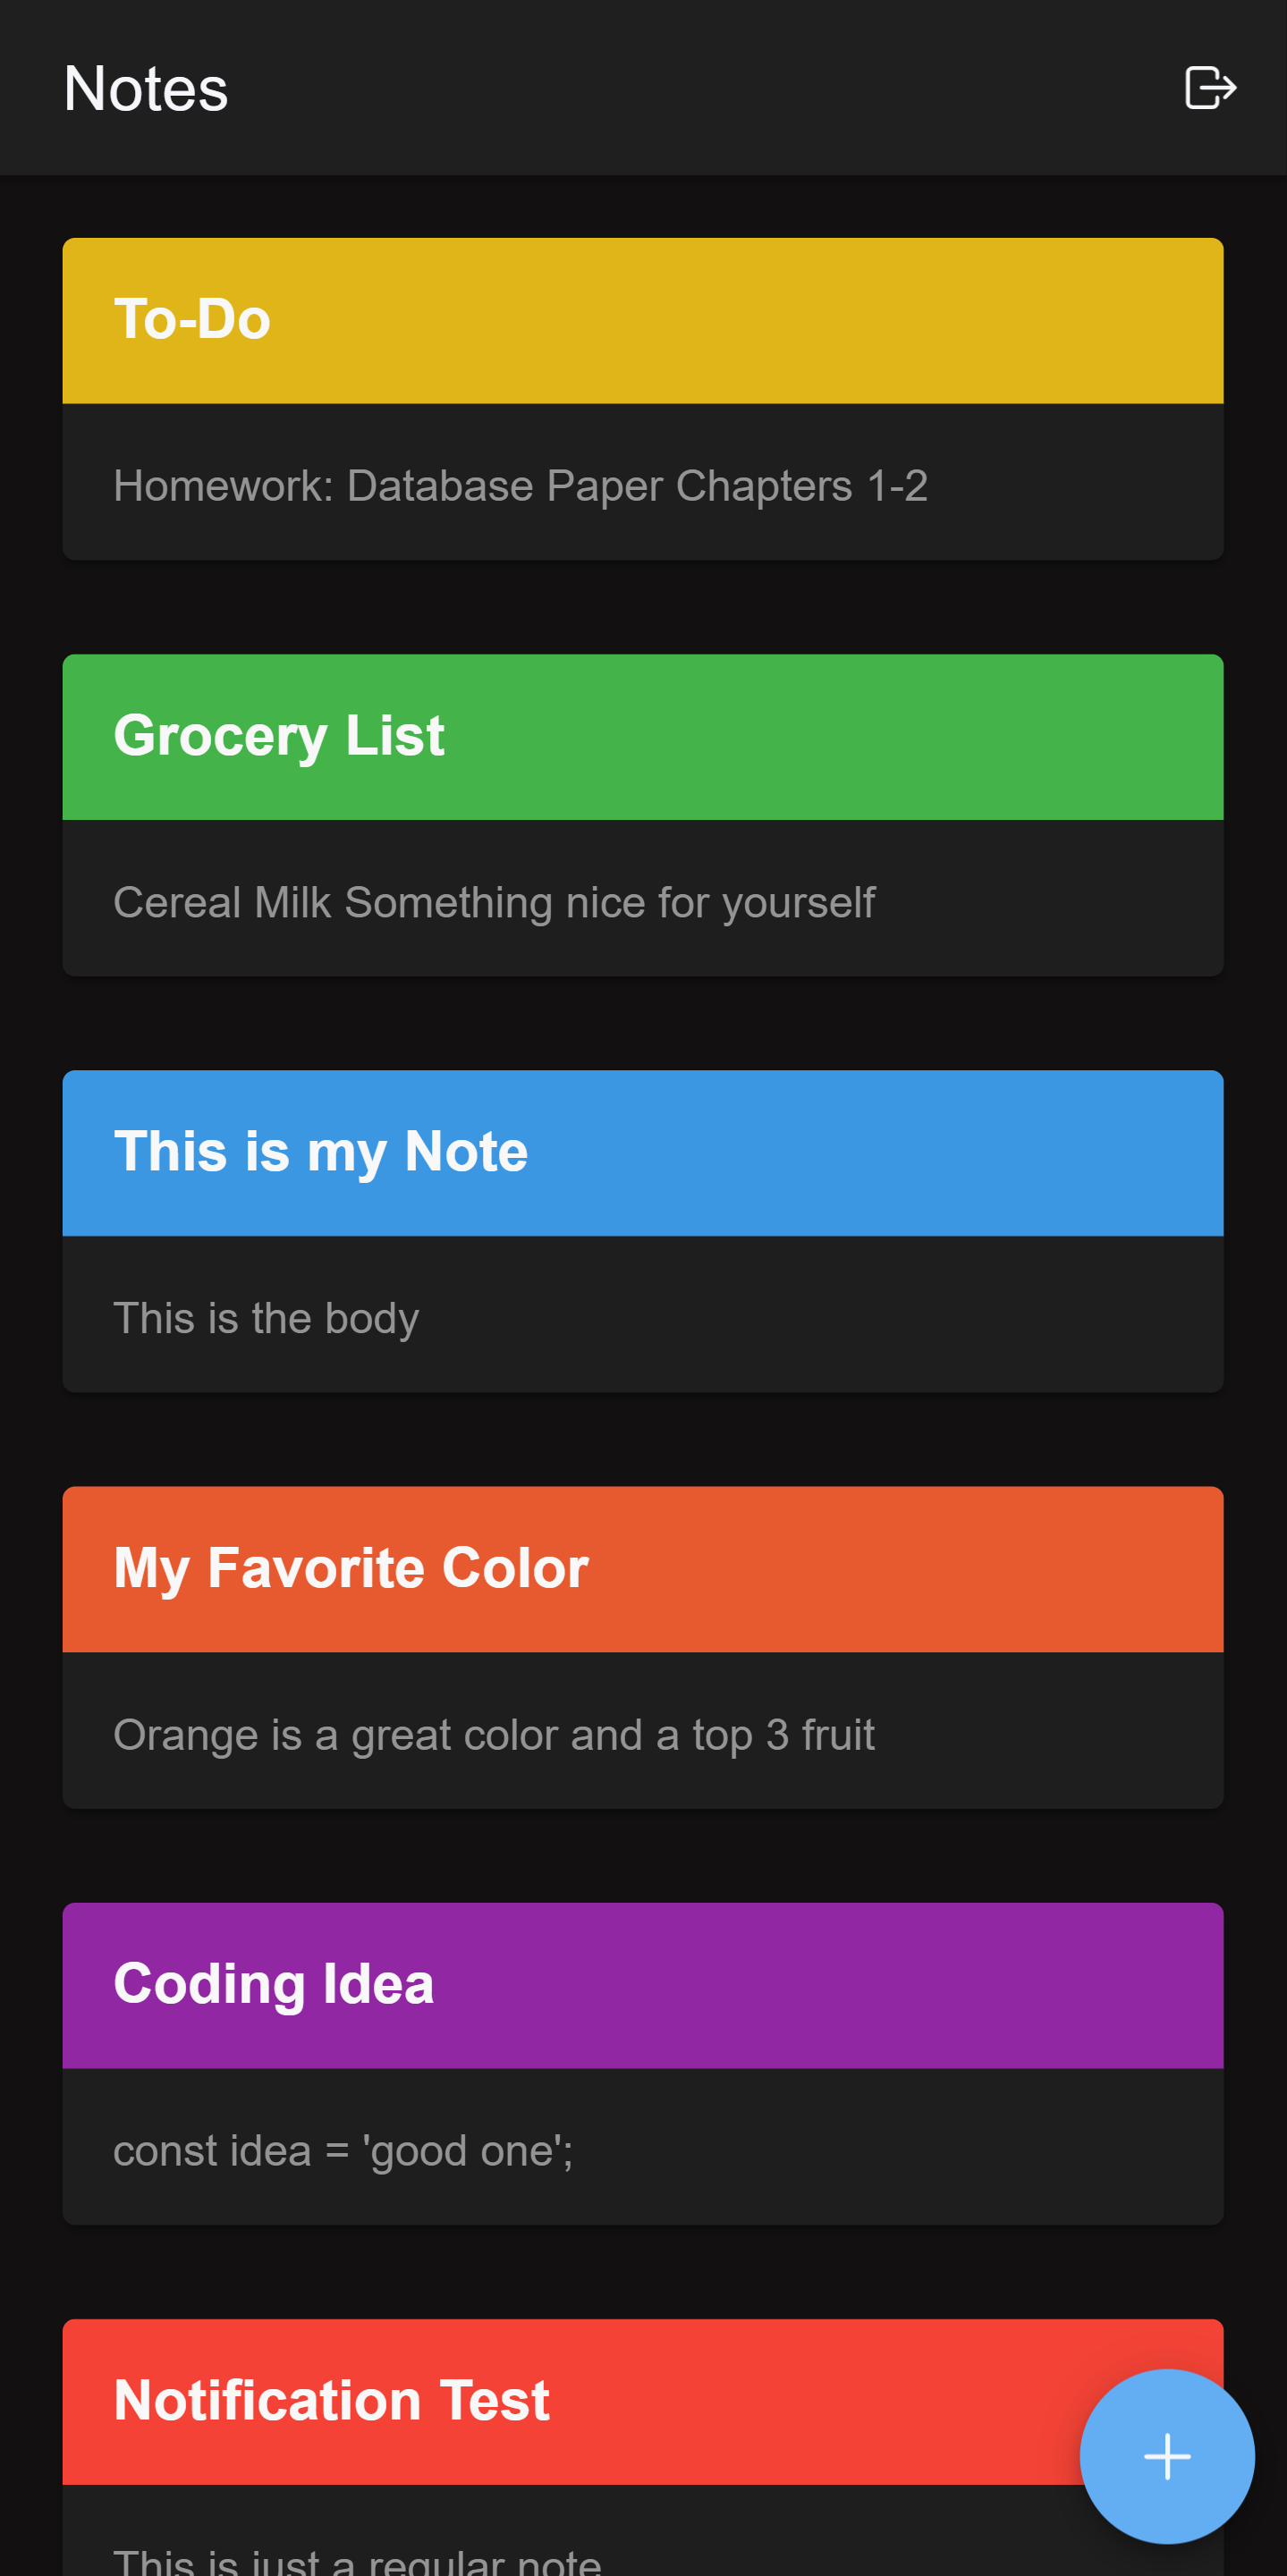 Notes
To-Do
Homework: Database Paper Chapters 1-2
Grocery List
Cereal Milk Something nice for yourself
This is my Note
This is the body
My Favorite Color
Orange is a great color and a top 3 fruit
Coding Idea
const idea = 'good one';
Notification Test
This is just a regular note